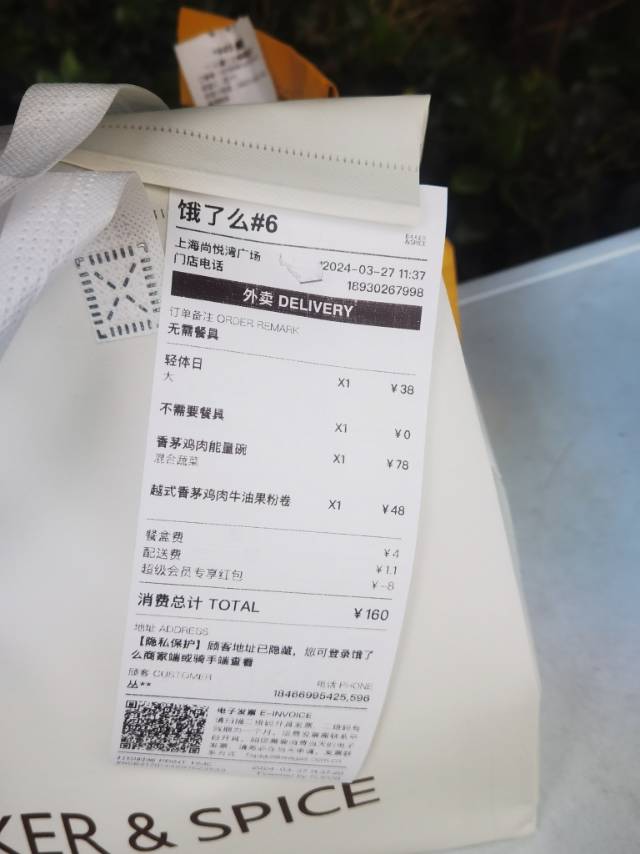 饿了么#6
BAKER
&SPICE
上海尚悦湾广场
门店电话
2024-03-27 11:37
18930267998
外卖 DELIVERY
订单备注 ORDER REMARK
无需餐具
轻体日 X1 ¥38
大
不需要餐具 X1 ¥0
香茅鸡肉能量碗 X1 ¥78
混合蔬菜
越式香茅鸡肉牛油果粉卷 X1 ¥48
餐盒费 ¥4
配送费 ¥1.1
超级会员专享红包 ¥-8
消费总计 TOTAL ¥160
地址 ADDRESS
【隐私保护】顾客地址已隐藏，您可登录饿了
么商家端或骑手端查看
顾客 CUSTOMER 电话 PHONE
丛** 18466995425,596
电子发票 E-INVOICE
KER & SPICE